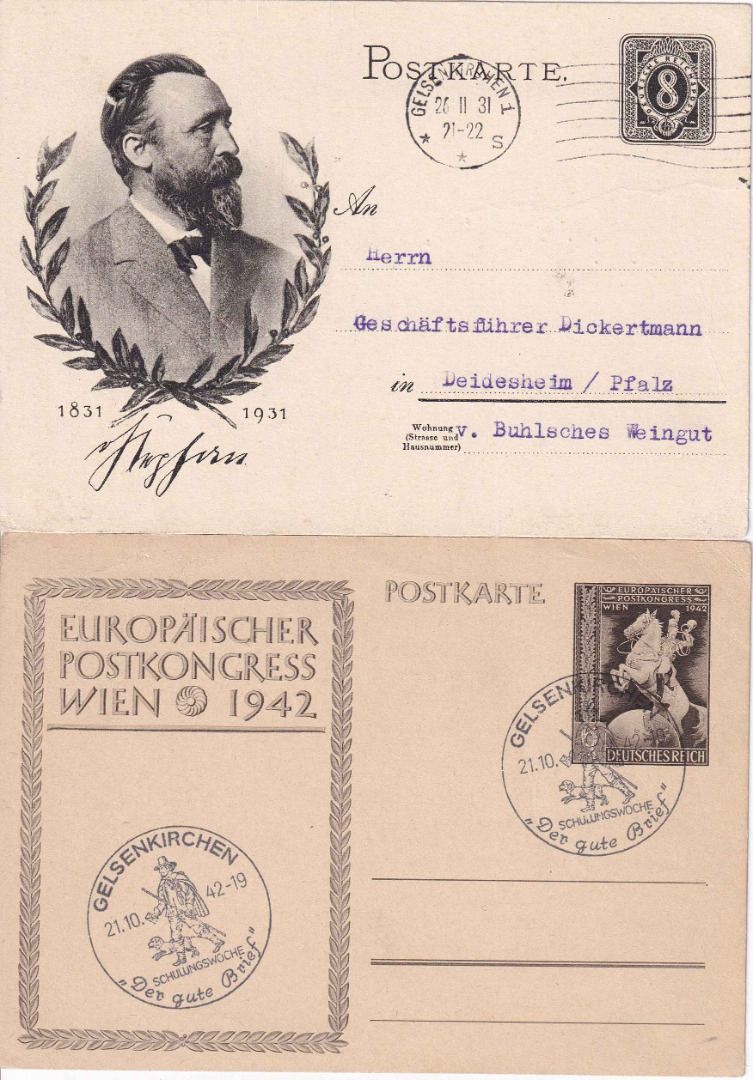 POSTKARTE.
GELSENKIRCHEN 1
26 II 31
21-22
* * S
DEUTSCHE REICHSPOST
8
An
Herrn
Geschäftsführer Dickertmann
in Deidesheim / Pfalz
Wohnung
(Strasse und
Hausnummer)
v. Buhlsches Weingut
1831 1931
Stephan
POSTKARTE
EUROPÄISCHER
POSTKONGRESS
WIEN 1942
EUROPÄISCHER
POSTKONGRESS
WIEN 1942
6
DEUTSCHES REICH
GELSENKIRCHEN
21.10.
SCHULUNGSWOCHE
"Der gute Brief"
GELSENKIRCHEN
21.10. 42-19
SCHULUNGSWOCHE
"Der gute Brief"